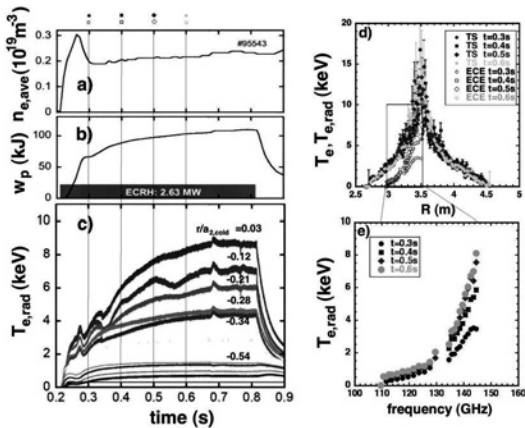 #95543
n_e,ave (10^19 m^-3)
0.3
0.2
0.1
0.0
a)
w_p (kJ)
100
50
0
b)
ECRH: 2.63 MW
T_e,rad (keV)
10
8
6
4
2
0
c)
r/a_2,cold =0.03
-0.12
-0.21
-0.28
-0.34
-0.54
0.2 0.3 0.4 0.5 0.6 0.7 0.8 0.9
time (s)
T_e, T_e,rad (keV)
20
15
10
5
0
d)
TS t=0.3s
TS t=0.4s
TS t=0.5s
TS t=0.6s
ECE t=0.3s
ECE t=0.4s
ECE t=0.5s
ECE t=0.6s
2.5 3 3.5 4 4.5 5
R (m)
e)
T_e,rad (keV)
10
8
6
4
2
0
t=0.3s
t=0.4s
t=0.5s
t=0.6s
100 110 120 130 140 150 160
frequency (GHz)